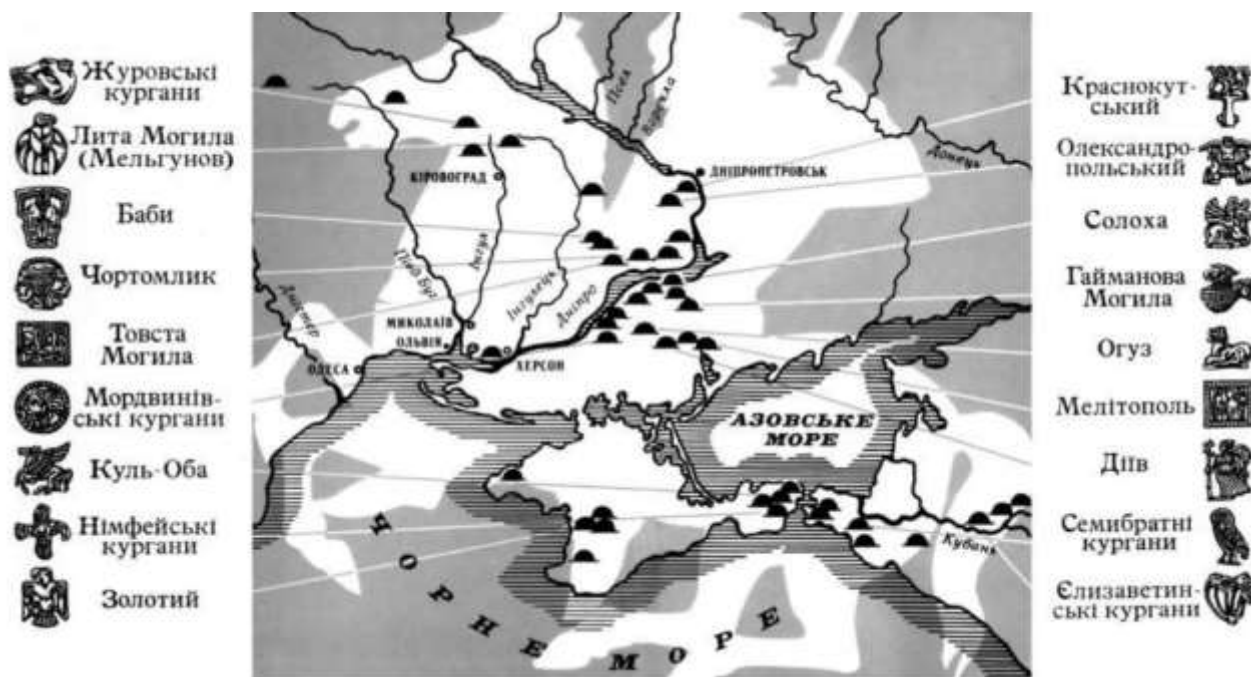 Журовські
кургани
Лита Могила
(Мельгунов)
Баби
Чортомлик
Товста
Могила
Мордвинів-
ські кургани
Куль-Оба
Німфейські
кургани
Золотий
Псел
Ворскла
Донець
ДНІПРОПЕТРОВСЬК
КІРОВОГРАД
Півд. Буг
Інгул
Інгулець
Дніпро
Дністер
МИКОЛАЇВ
ОЛЬВІЯ
ХЕРСОН
ОДЕСА
АЗОВСЬКЕ
МОРЕ
Кубань
ЧОРНЕ МОРЕ
Краснокут-
ський
Олександро-
польський
Солоха
Гайманова
Могила
Огуз
Мелітополь
Діїв
Семибратні
кургани
Єлизаветин-
ські кургани